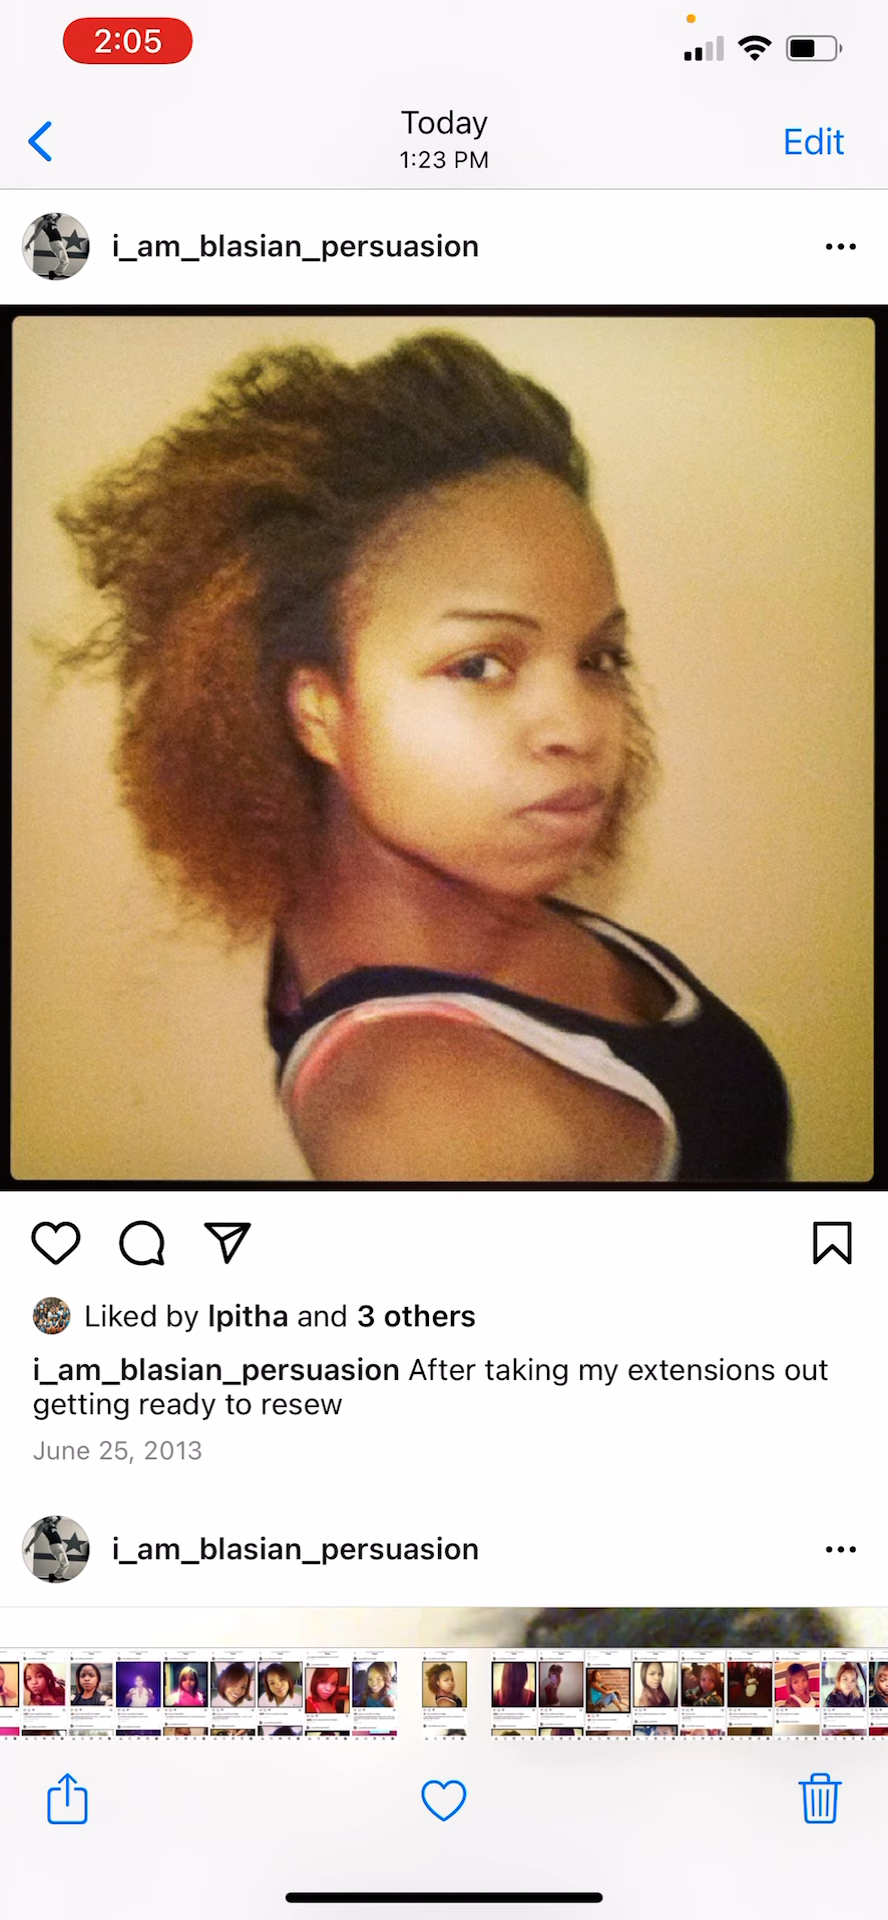 2:05
Today
1:23 PM
Edit
i_am_blasian_persuasion
Liked by lpitha and 3 others
i_am_blasian_persuasion After taking my extensions out
getting ready to resew
June 25, 2013
i_am_blasian_persuasion